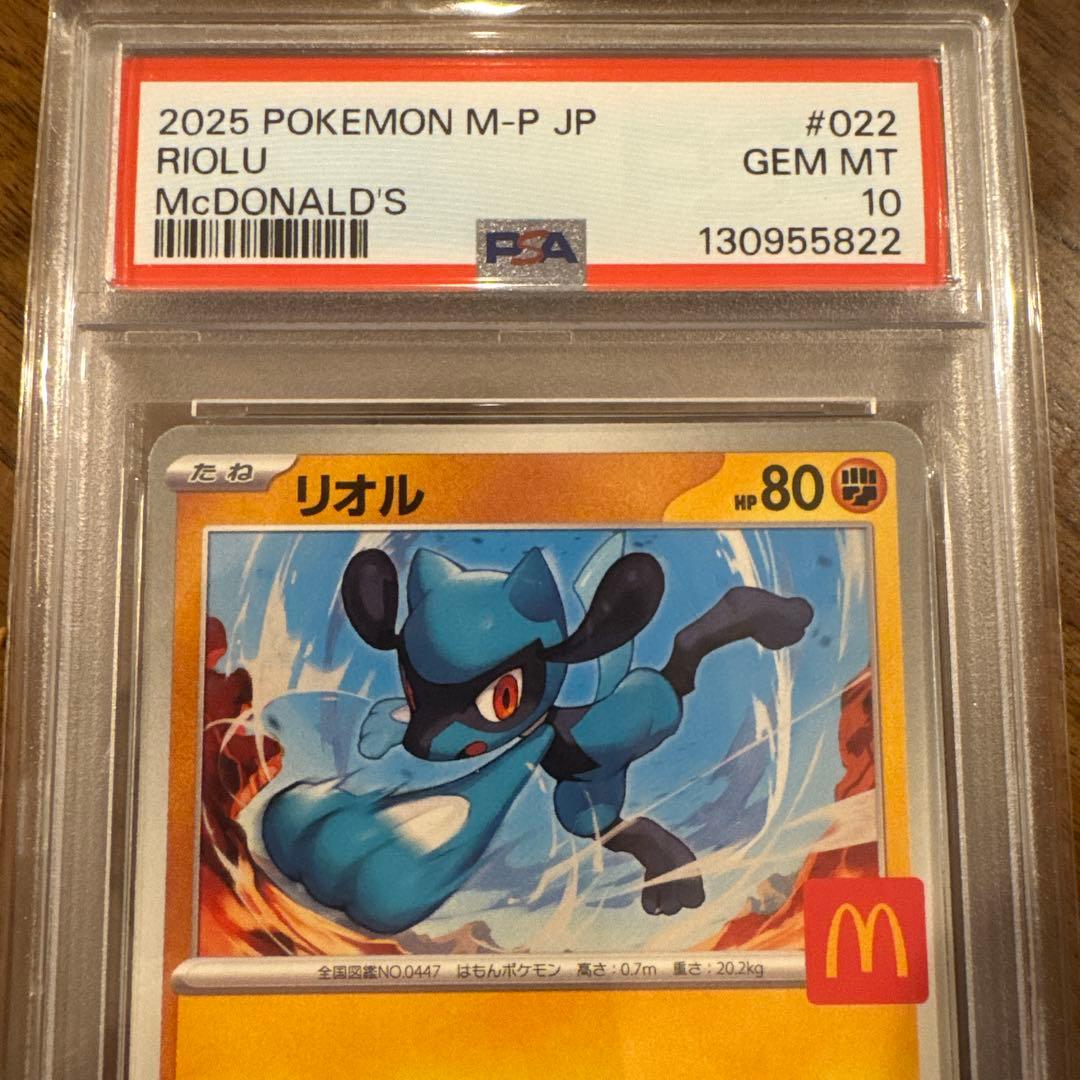 2025 POKEMON M-P JP #022
RIOLU GEM MT
McDONALD'S 10
PSA 130955822
たね リオル HP 80
全国図鑑NO.0447 はもんポケモン 高さ:0.7m 重さ:20.2kg
M